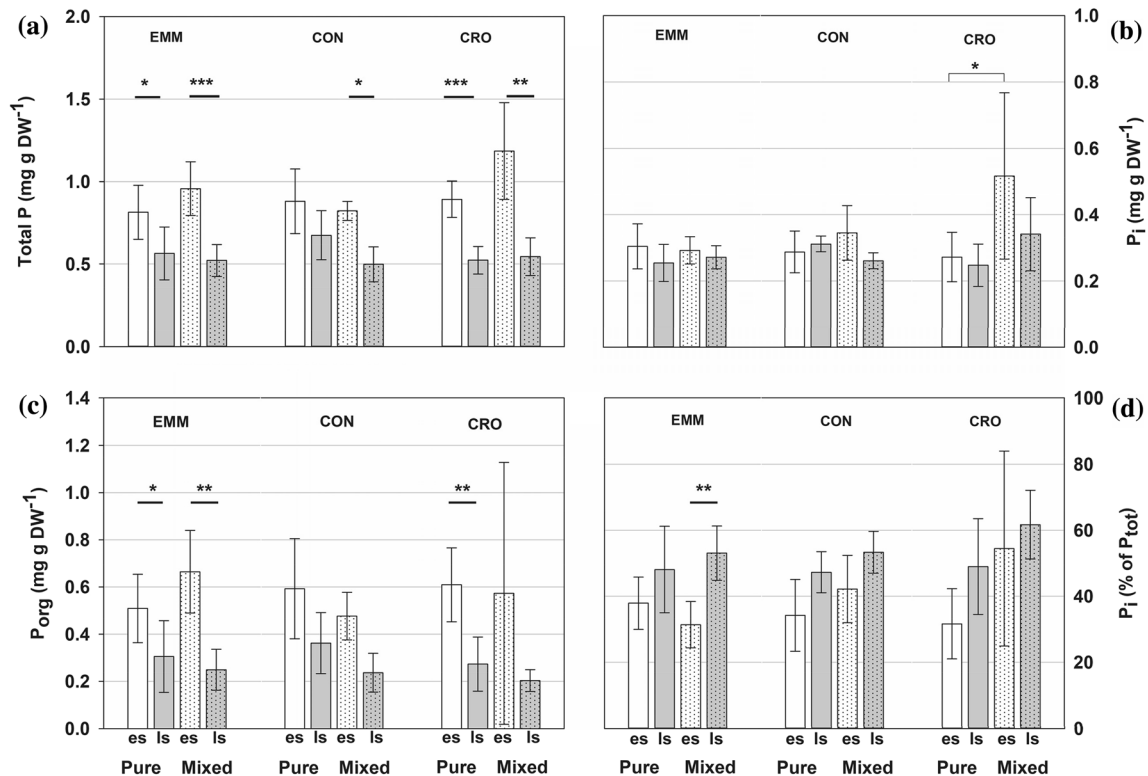 (a)
Total P (mg g DW⁻¹)
2.0
1.5
1.0
0.5
0.0
EMM CON CRO
* *** * *** **
(b)
Pᵢ (mg g DW⁻¹)
1.0
0.8
0.6
0.4
0.2
0.0
EMM CON CRO
*
(c)
Porg (mg g DW⁻¹)
1.4
1.2
1.0
0.8
0.6
0.4
0.2
0.0
EMM CON CRO
* ** **
es ls es ls es ls es ls es ls es ls
Pure Mixed Pure Mixed Pure Mixed
(d)
Pᵢ (% of Ptot)
100
80
60
40
20
0
EMM CON CRO
**
es ls es ls es ls es ls es ls es ls
Pure Mixed Pure Mixed Pure Mixed